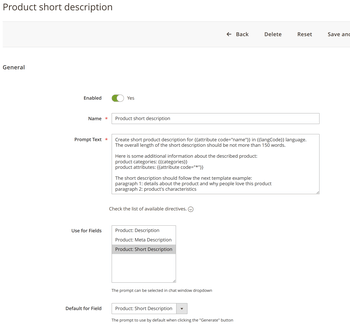 Product short description
← Back Delete Reset Save and
General
Enabled Yes
Name * Product short description
Prompt Text * Create short product description for {{attribute code="name"}} in {{langCode}} language.
The overall length of the short description should be not more than 150 words.
Here is some additional information about the described product:
product categories: {{categories}}
product attributes: {{attribute code="*"}}
The short description should follow the next template example:
paragraph 1: details about the product and why people love this product
paragraph 2: product's characteristics
Check the list of available directives.
Use for Fields Product: Description
Product: Meta Description
Product: Short Description
The prompt can be selected in chat window dropdown
Default for Field Product: Short Description
The prompt to use by default when clicking the "Generate" button